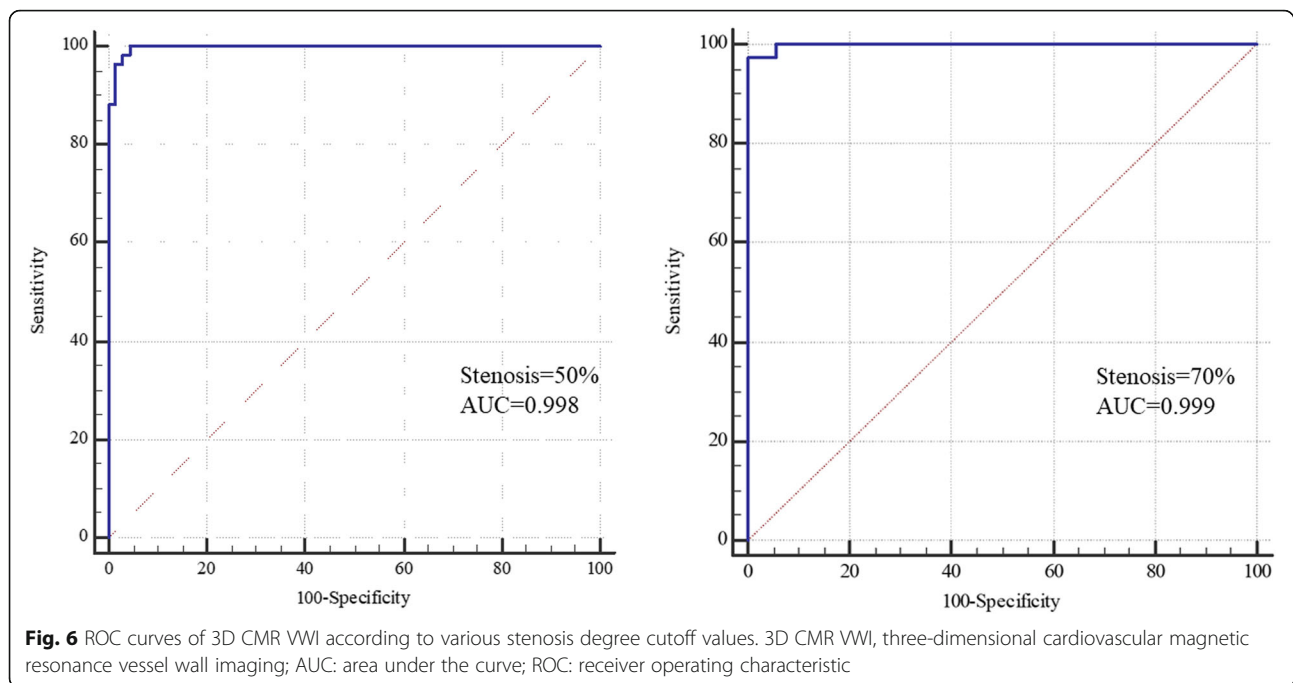 100
80
60
40
20
0
Sensitivity
Stenosis=50%
AUC=0.998
0 20 40 60 80 100
100-Specificity
100
80
60
40
20
0
Sensitivity
Stenosis=70%
AUC=0.999
0 20 40 60 80 100
100-Specificity
Fig. 6 ROC curves of 3D CMR VWI according to various stenosis degree cutoff values. 3D CMR VWI, three-dimensional cardiovascular magnetic
resonance vessel wall imaging; AUC: area under the curve; ROC: receiver operating characteristic